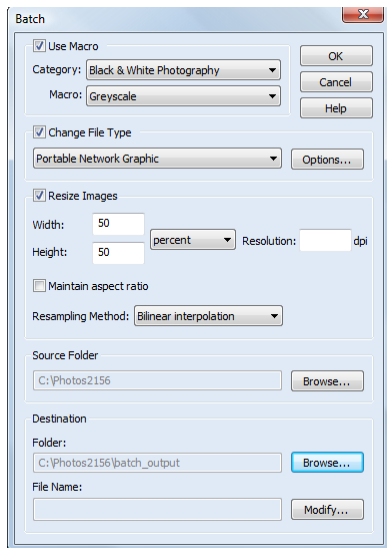 Batch
Use Macro
OK
Category: Black & White Photography
Cancel
Macro: Greyscale
Help
Change File Type
Portable Network Graphic Options...
Resize Images
Width: 50
percent Resolution: dpi
Height: 50
Maintain aspect ratio
Resampling Method: Bilinear interpolation
Source Folder
C:\Photos2156 Browse...
Destination
Folder:
C:\Photos2156\batch_output Browse...
File Name:
Modify...